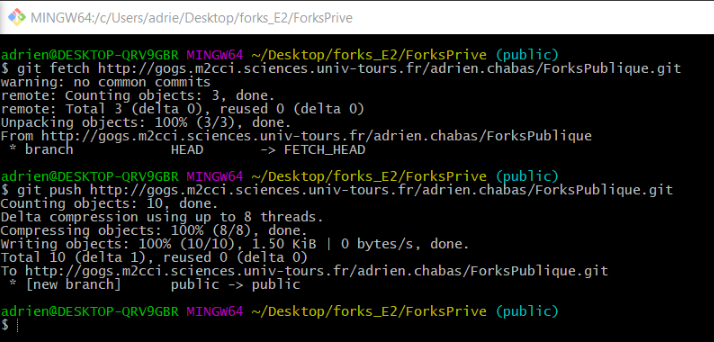 MINGW64:/c/Users/adrie/Desktop/forks_E2/ForksPrive
adrien@DESKTOP-QRV9GBR MINGW64 ~/Desktop/forks_E2/ForksPrive (public)
$ git fetch http://gogs.m2cci.sciences.univ-tours.fr/adrien.chabas/ForksPublique.git
warning: no common commits
remote: Counting objects: 3, done.
remote: Total 3 (delta 0), reused 0 (delta 0)
Unpacking objects: 100% (3/3), done.
From http://gogs.m2cci.sciences.univ-tours.fr/adrien.chabas/ForksPublique
 * branch            HEAD       -> FETCH_HEAD
adrien@DESKTOP-QRV9GBR MINGW64 ~/Desktop/forks_E2/ForksPrive (public)
$ git push http://gogs.m2cci.sciences.univ-tours.fr/adrien.chabas/ForksPublique.git
Counting objects: 10, done.
Delta compression using up to 8 threads.
Compressing objects: 100% (8/8), done.
Writing objects: 100% (10/10), 1.50 KiB | 0 bytes/s, done.
Total 10 (delta 1), reused 0 (delta 0)
To http://gogs.m2cci.sciences.univ-tours.fr/adrien.chabas/ForksPublique.git
 * [new branch]      public -> public
adrien@DESKTOP-QRV9GBR MINGW64 ~/Desktop/forks_E2/ForksPrive (public)
$